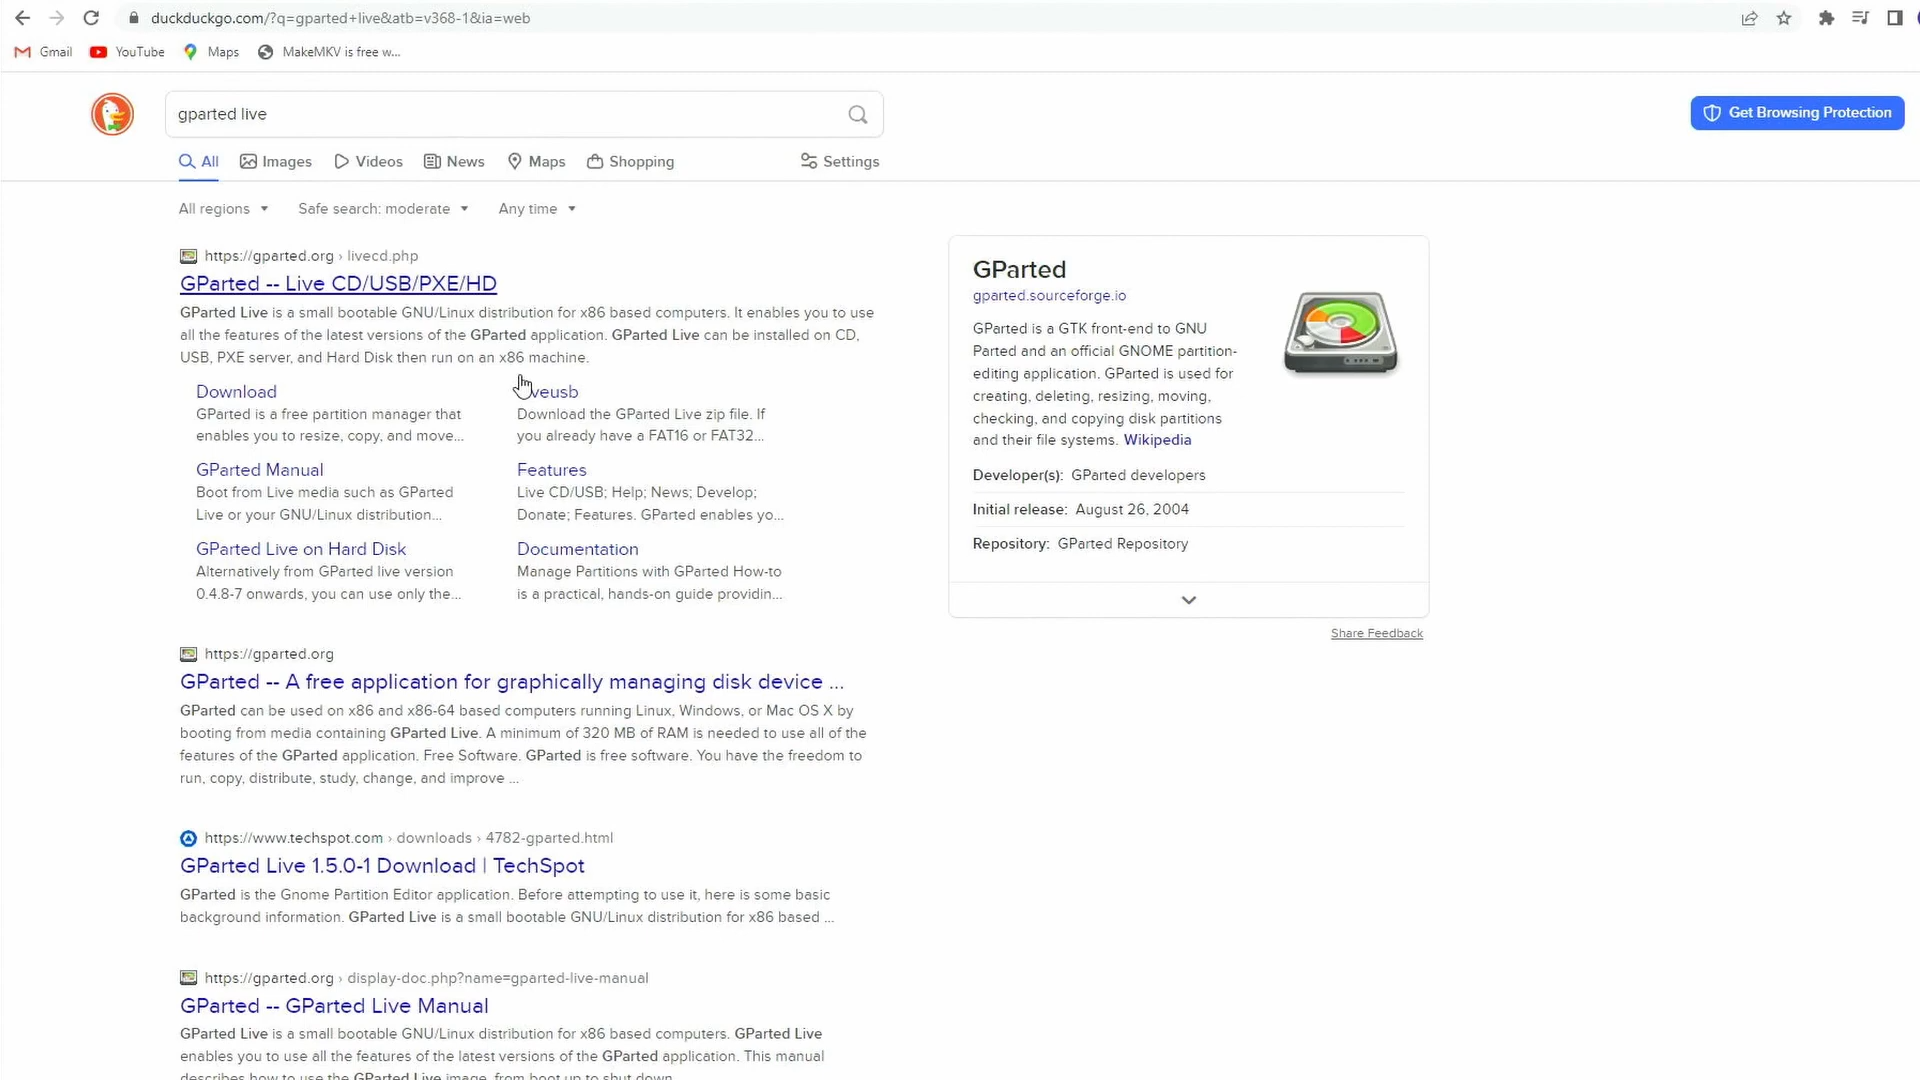 duckduckgo.com/?q=gparted+live&atb=v368-1&ia=web
Gmail YouTube Maps MakeMKV is free w...
gparted live
Get Browsing Protection
All Images Videos News Maps Shopping Settings
All regions Safe search: moderate Any time
https://gparted.org › livecd.php
GParted -- Live CD/USB/PXE/HD
GParted Live is a small bootable GNU/Linux distribution for x86 based computers. It enables you to use
all the features of the latest versions of the GParted application. GParted Live can be installed on CD,
USB, PXE server, and Hard Disk then run on an x86 machine.
Download
GParted is a free partition manager that
enables you to resize, copy, and move...
veusb
Download the GParted Live zip file. If
you already have a FAT16 or FAT32...
GParted Manual
Boot from Live media such as GParted
Live or your GNU/Linux distribution...
Features
Live CD/USB; Help; News; Develop;
Donate; Features. GParted enables yo...
GParted Live on Hard Disk
Alternatively from GParted live version
0.4.8-7 onwards, you can use only the...
Documentation
Manage Partitions with GParted How-to
is a practical, hands-on guide providin...
https://gparted.org
GParted -- A free application for graphically managing disk device ...
GParted can be used on x86 and x86-64 based computers running Linux, Windows, or Mac OS X by
booting from media containing GParted Live. A minimum of 320 MB of RAM is needed to use all of the
features of the GParted application. Free Software. GParted is free software. You have the freedom to
run, copy, distribute, study, change, and improve ...
https://www.techspot.com › downloads › 4782-gparted.html
GParted Live 1.5.0-1 Download | TechSpot
GParted is the Gnome Partition Editor application. Before attempting to use it, here is some basic
background information. GParted Live is a small bootable GNU/Linux distribution for x86 based ...
https://gparted.org › display-doc.php?name=gparted-live-manual
GParted -- GParted Live Manual
GParted Live is a small bootable GNU/Linux distribution for x86 based computers. GParted Live
enables you to use all the features of the latest versions of the GParted application. This manual
describes how to use the GParted Live image, from boot up to shut down.
GParted
gparted.sourceforge.io
GParted is a GTK front-end to GNU
Parted and an official GNOME partition-
editing application. GParted is used for
creating, deleting, resizing, moving,
checking, and copying disk partitions
and their file systems. Wikipedia
Developer(s): GParted developers
Initial release: August 26, 2004
Repository: GParted Repository
Share Feedback